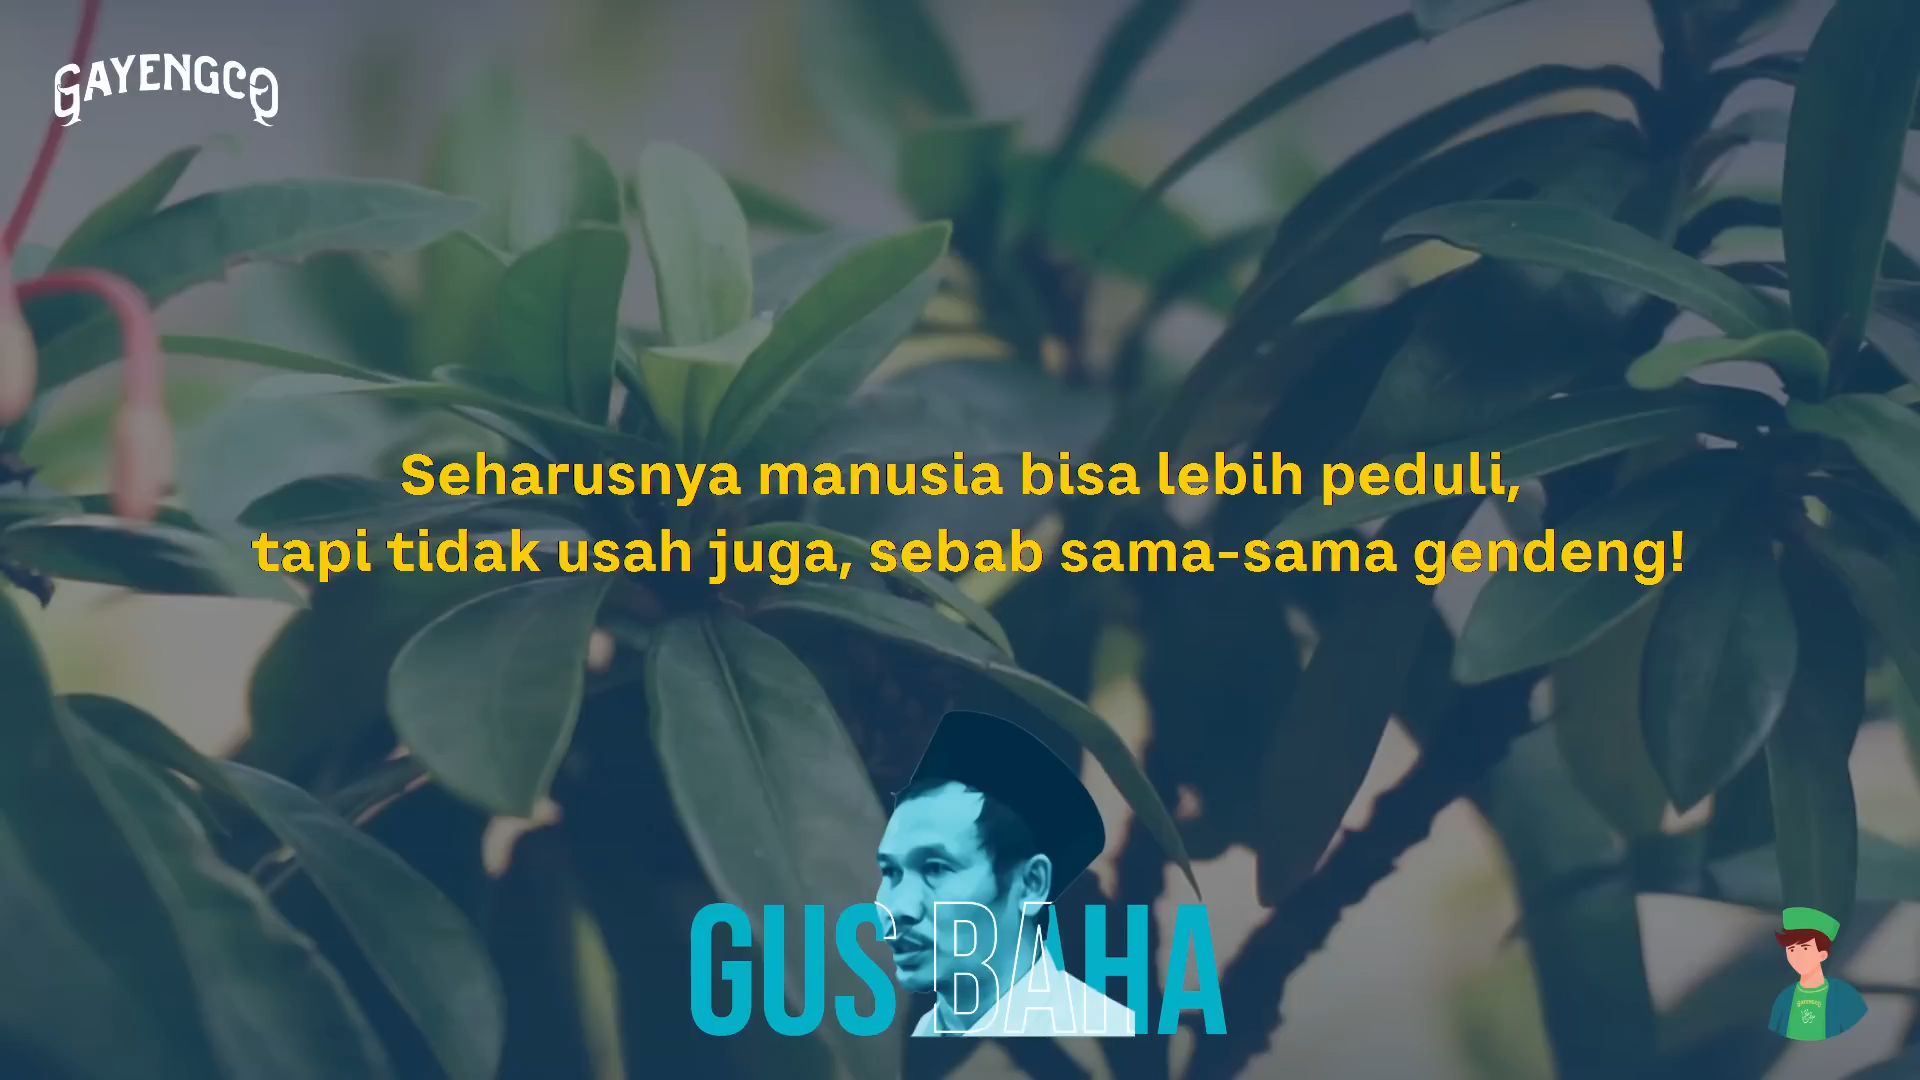 GAYENGCO
Seharusnya manusia bisa lebih peduli,
tapi tidak usah juga, sebab sama-sama gendeng!
GUS BAHA